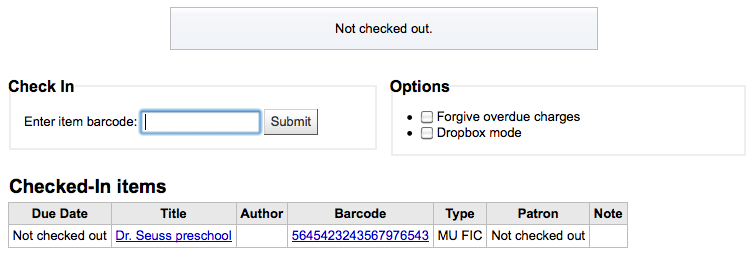 Not checked out.
Check In
Enter item barcode: Submit
Options
Forgive overdue charges
Dropbox mode
Checked-In items
Due Date Title Author Barcode Type Patron Note
Not checked out Dr. Seuss preschool 5645423243567976543 MU FIC Not checked out